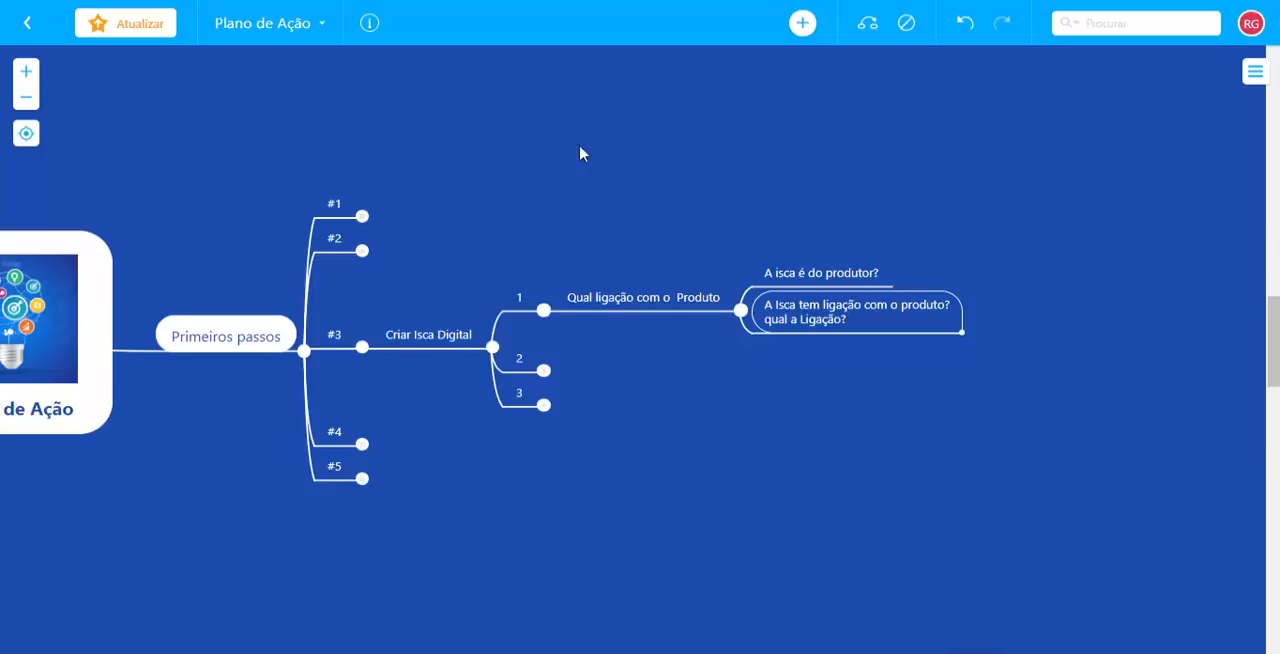 Atualizar
Plano de Ação
Procurar
RG
#1
#2
#3
#4
#5
Primeiros passos
de Ação
Criar Isca Digital
1
2
3
Qual ligação com o Produto
A isca é do produtor?
A Isca tem ligação com o produto?
qual a Ligação?